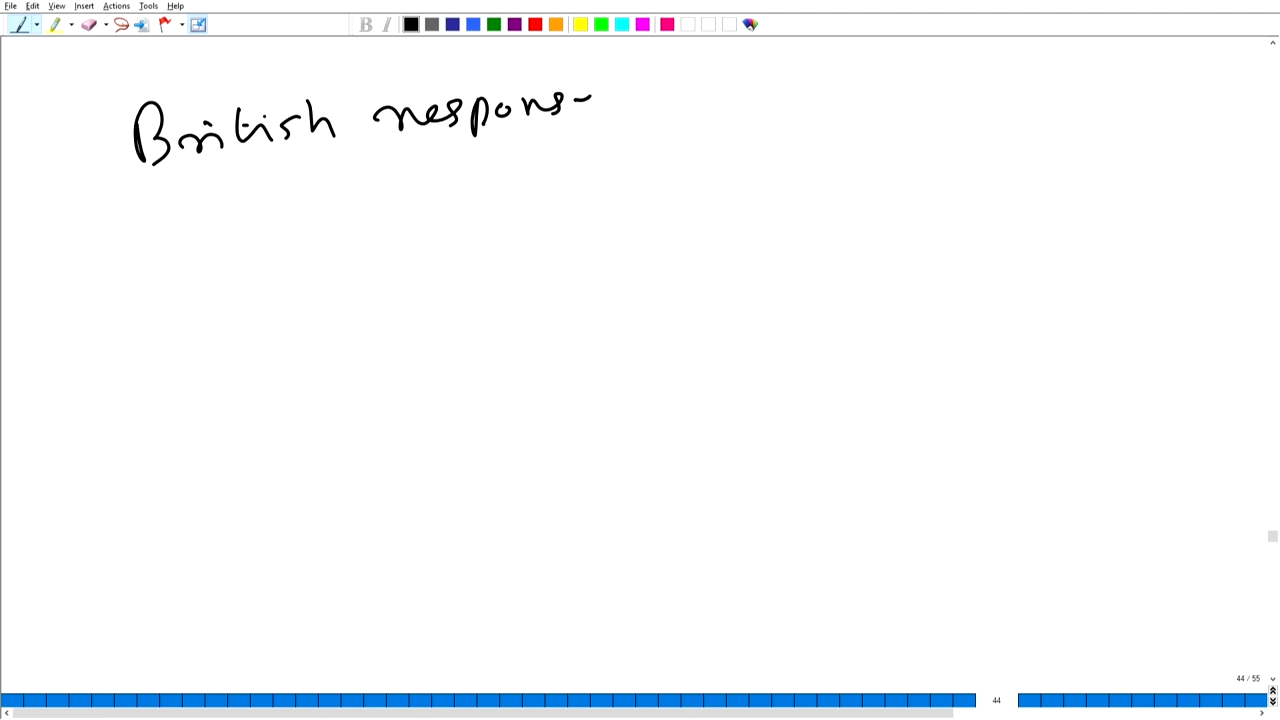 File Edit View Insert Actions Tools Help
B I
British respons-
44 / 55
44